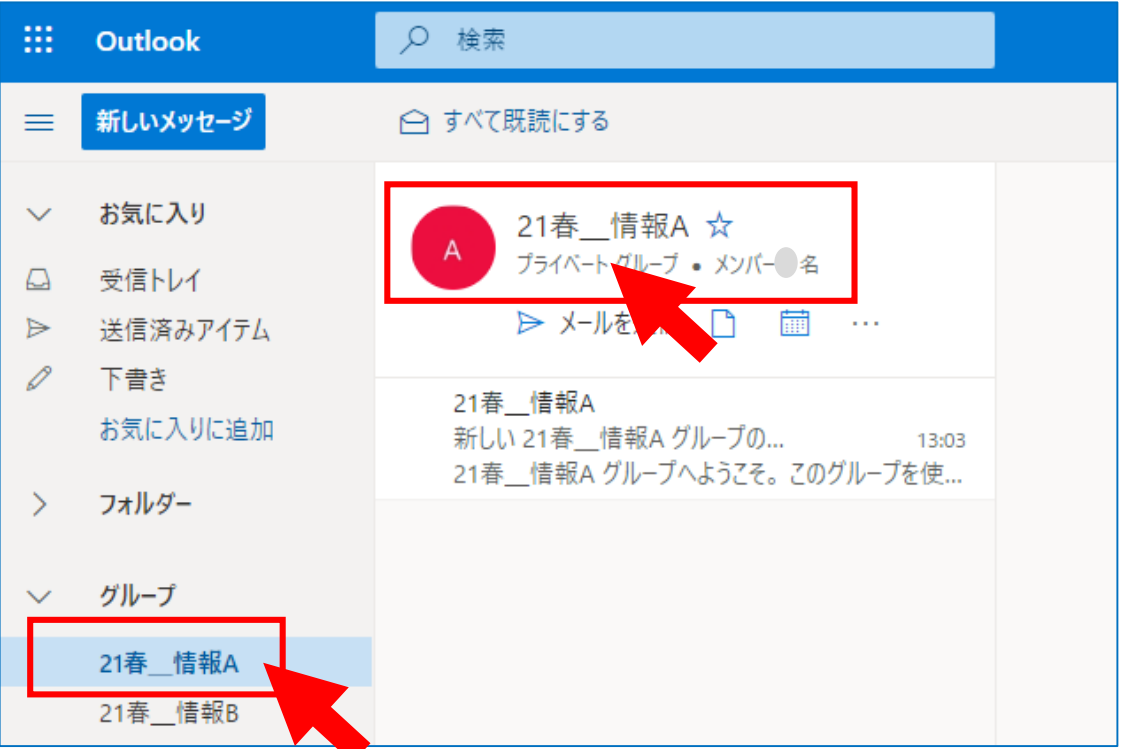 Outlook
検索
新しいメッセージ
すべて既読にする
お気に入り
受信トレイ
送信済みアイテム
下書き
お気に入りに追加
フォルダー
グループ
21春__情報A
21春__情報B
A
21春__情報A
プライベート グループ • メンバー 名
メールを
...
21春__情報A
新しい 21春__情報A グループの...
13:03
21春__情報A グループへようこそ。このグループを使...